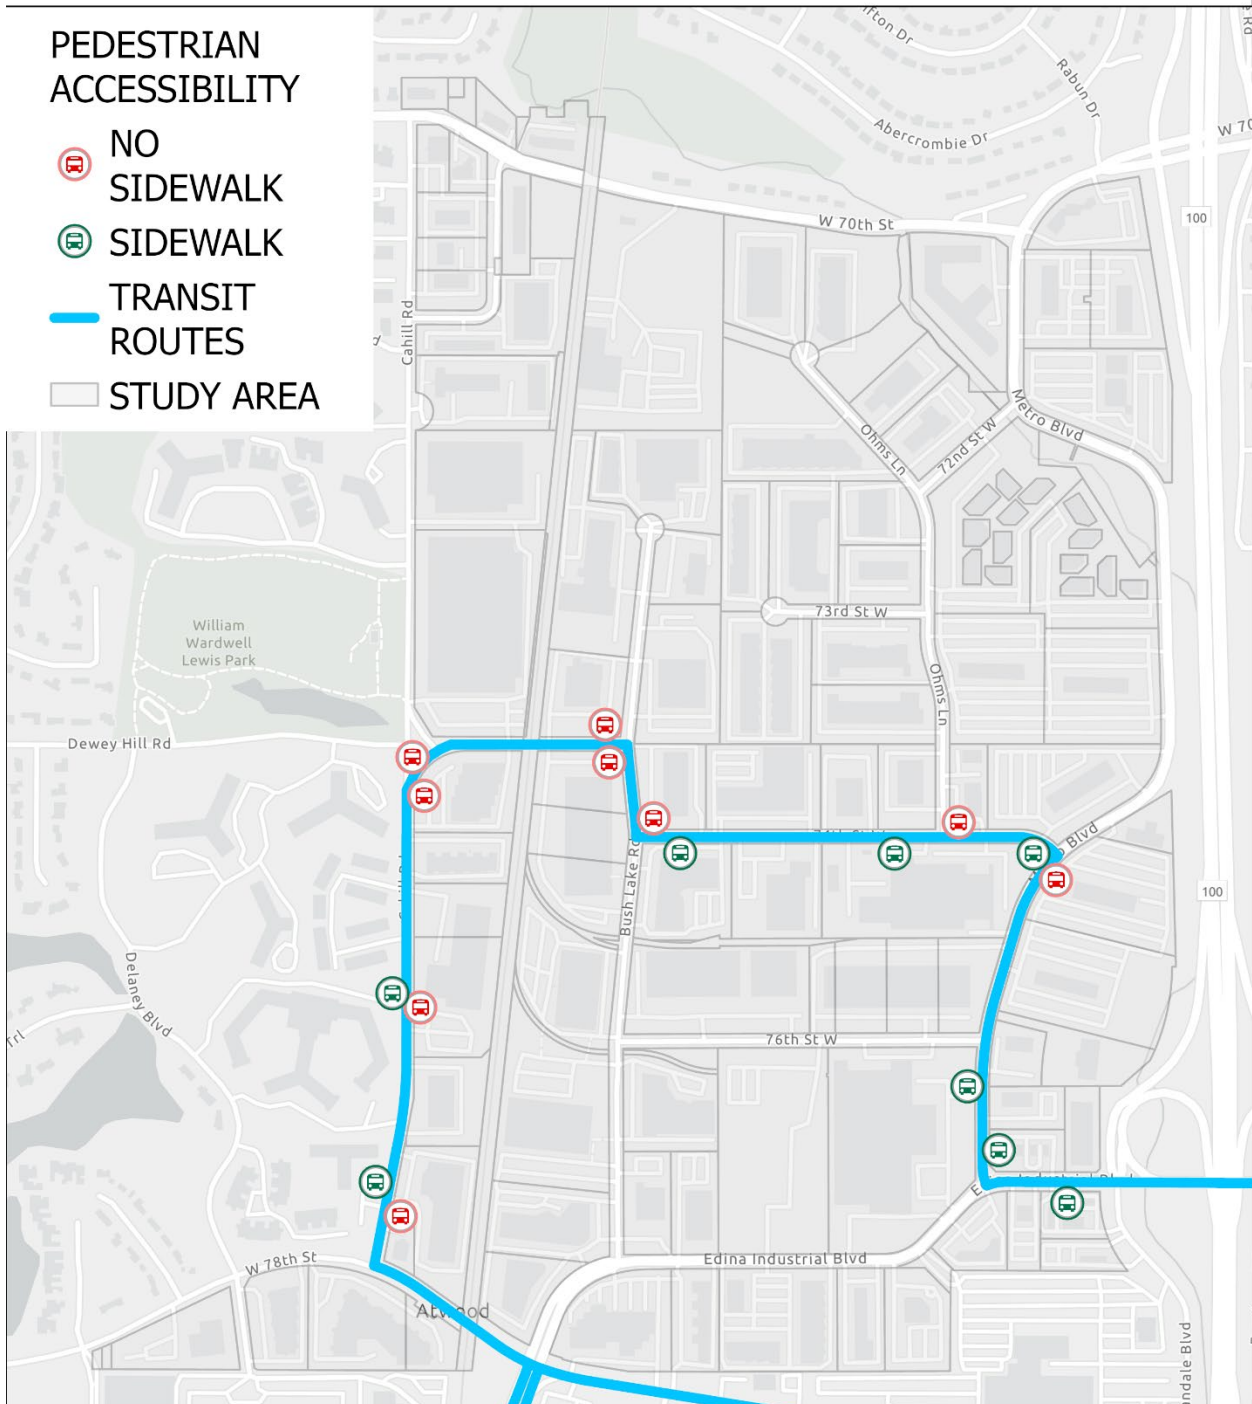 PEDESTRIAN
ACCESSIBILITY
NO
SIDEWALK
SIDEWALK
TRANSIT
ROUTES
STUDY AREA
Rabun Dr
Abercrombie Dr
W 70th St
100
Cahill Rd
Metro Blvd
Ohms Ln
72nd St W
73rd St W
William
Wardwell
Lewis Park
Ohms Ln
Dewey Hill Rd
Blvd
Bush Lake Rd
100
Delaney Blvd
Trl
76th St W
Edina Industrial Blvd
W 78th St
Atwood